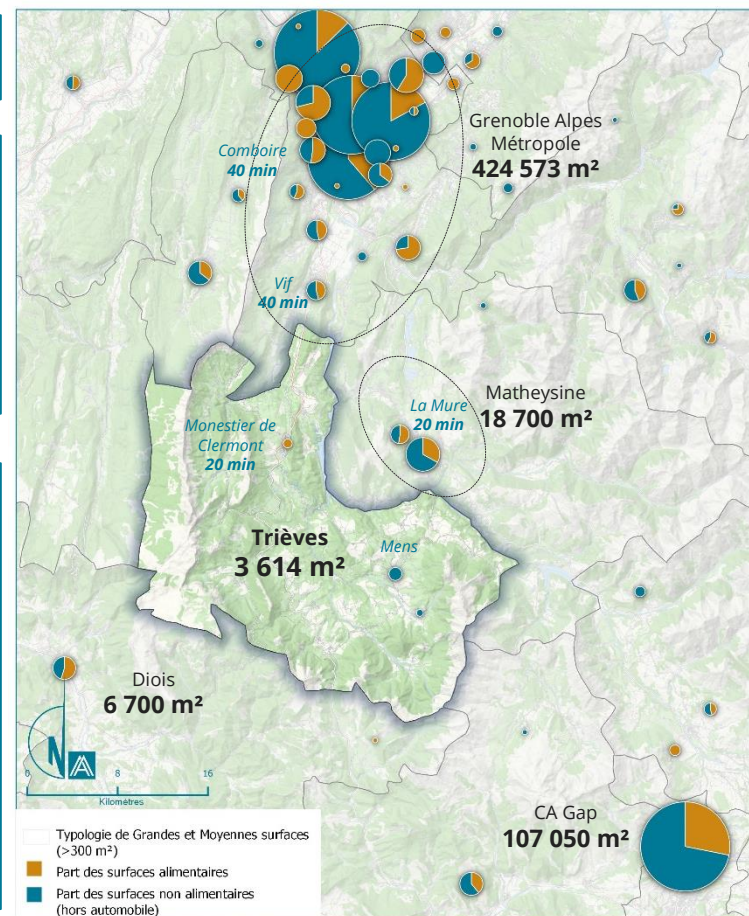 Grenoble Alpes
Métropole
424 573 m²
Comboire
40 min
Vif
40 min
Matheysine
18 700 m²
La Mure
20 min
Monestier de
Clermont
20 min
Trièves
3 614 m²
Mens
Diois
6 700 m²
N
0 8 16
Kilomètres
CA Gap
107 050 m²
Typologie de Grandes et Moyennes surfaces
(>300 m²)
Part des surfaces alimentaires
Part des surfaces non alimentaires
(hors automobile)